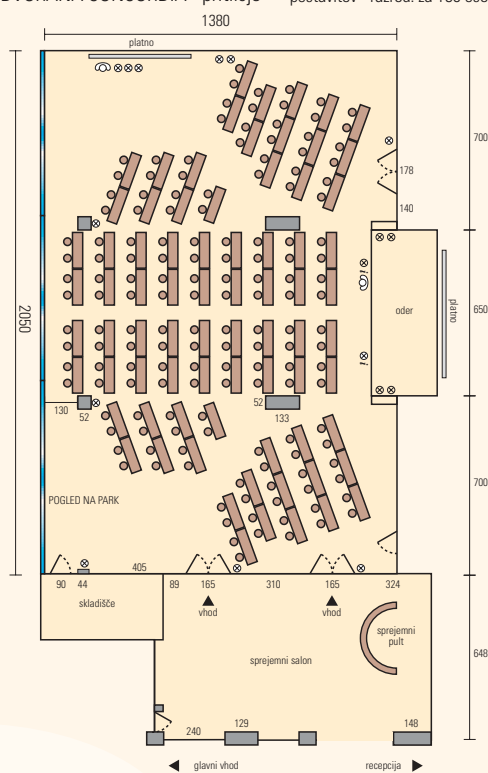 1380
platno
700
178
140
2050
i
oder
650
platno
i
130
52
52
133
700
POGLED NA PARK
90
44
405
89
165
310
165
324
skladišče
vhod
vhod
sprejemni
pult
sprejemni salon
648
240
129
148
glavni vhod
recepcija